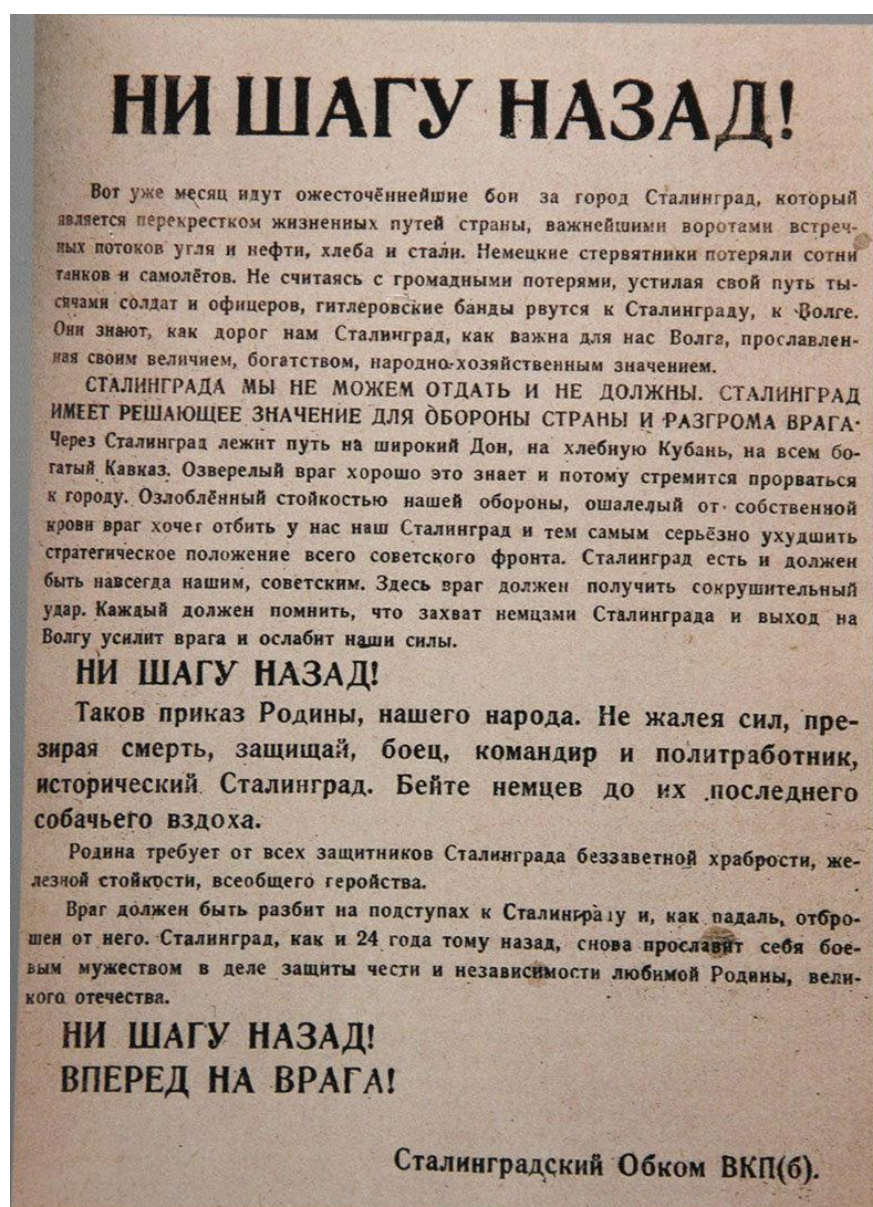 НИ ШАГУ НАЗАД!
Вот уже месяц идут ожесточённейшие бои за город Сталинград, который
является перекрестком жизненных путей страны, важнейшими воротами встреч-
ных потоков угля и нефти, хлеба и стали. Немецкие стервятники потеряли сотни
танков и самолётов. Не считаясь с громадными потерями, устилая свой путь ты-
сячами солдат и офицеров, гитлеровские банды рвутся к Сталинграду, к Волге.
Они знают, как дорог нам Сталинград, как важна для нас Волга, прославлен-
ная своим величием, богатством, народно-хозяйственным значением.
СТАЛИНГРАДА МЫ НЕ МОЖЕМ ОТДАТЬ И НЕ ДОЛЖНЫ. СТАЛИНГРАД
ИМЕЕТ РЕШАЮЩЕЕ ЗНАЧЕНИЕ ДЛЯ ОБОРОНЫ СТРАНЫ И РАЗГРОМА ВРАГА.
Через Сталинград лежит путь на широкий Дон, на хлебную Кубань, на всем бо-
гатый Кавказ. Озверелый враг хорошо это знает и потому стремится прорваться
к городу. Озлоблённый стойкостью нашей обороны, ошалелый от собственной
крови враг хочет отбить у нас наш Сталинград и тем самым серьёзно ухудшить
стратегическое положение всего советского фронта. Сталинград есть и должен
быть навсегда нашим, советским. Здесь враг должен получить сокрушительный
удар. Каждый должен помнить, что захват немцами Сталинграда и выход на
Волгу усилит врага и ослабит наши силы.
НИ ШАГУ НАЗАД!
Таков приказ Родины, нашего народа. Не жалея сил, пре-
зирая смерть, защищай, боец, командир и политработник,
исторический Сталинград. Бейте немцев до их последнего
собачьего вздоха.
Родина требует от всех защитников Сталинграда беззаветной храбрости, же-
лезной стойкости, всеобщего геройства.
Враг должен быть разбит на подступах к Сталинграду и, как падаль, отбро-
шен от него. Сталинград, как и 24 года тому назад, снова прославит себя бое-
вым мужеством в деле защиты чести и независимости любимой Родины, вели-
кого отечества.
НИ ШАГУ НАЗАД!
ВПЕРЕД НА ВРАГА!
Сталинградский Обком ВКП(б).